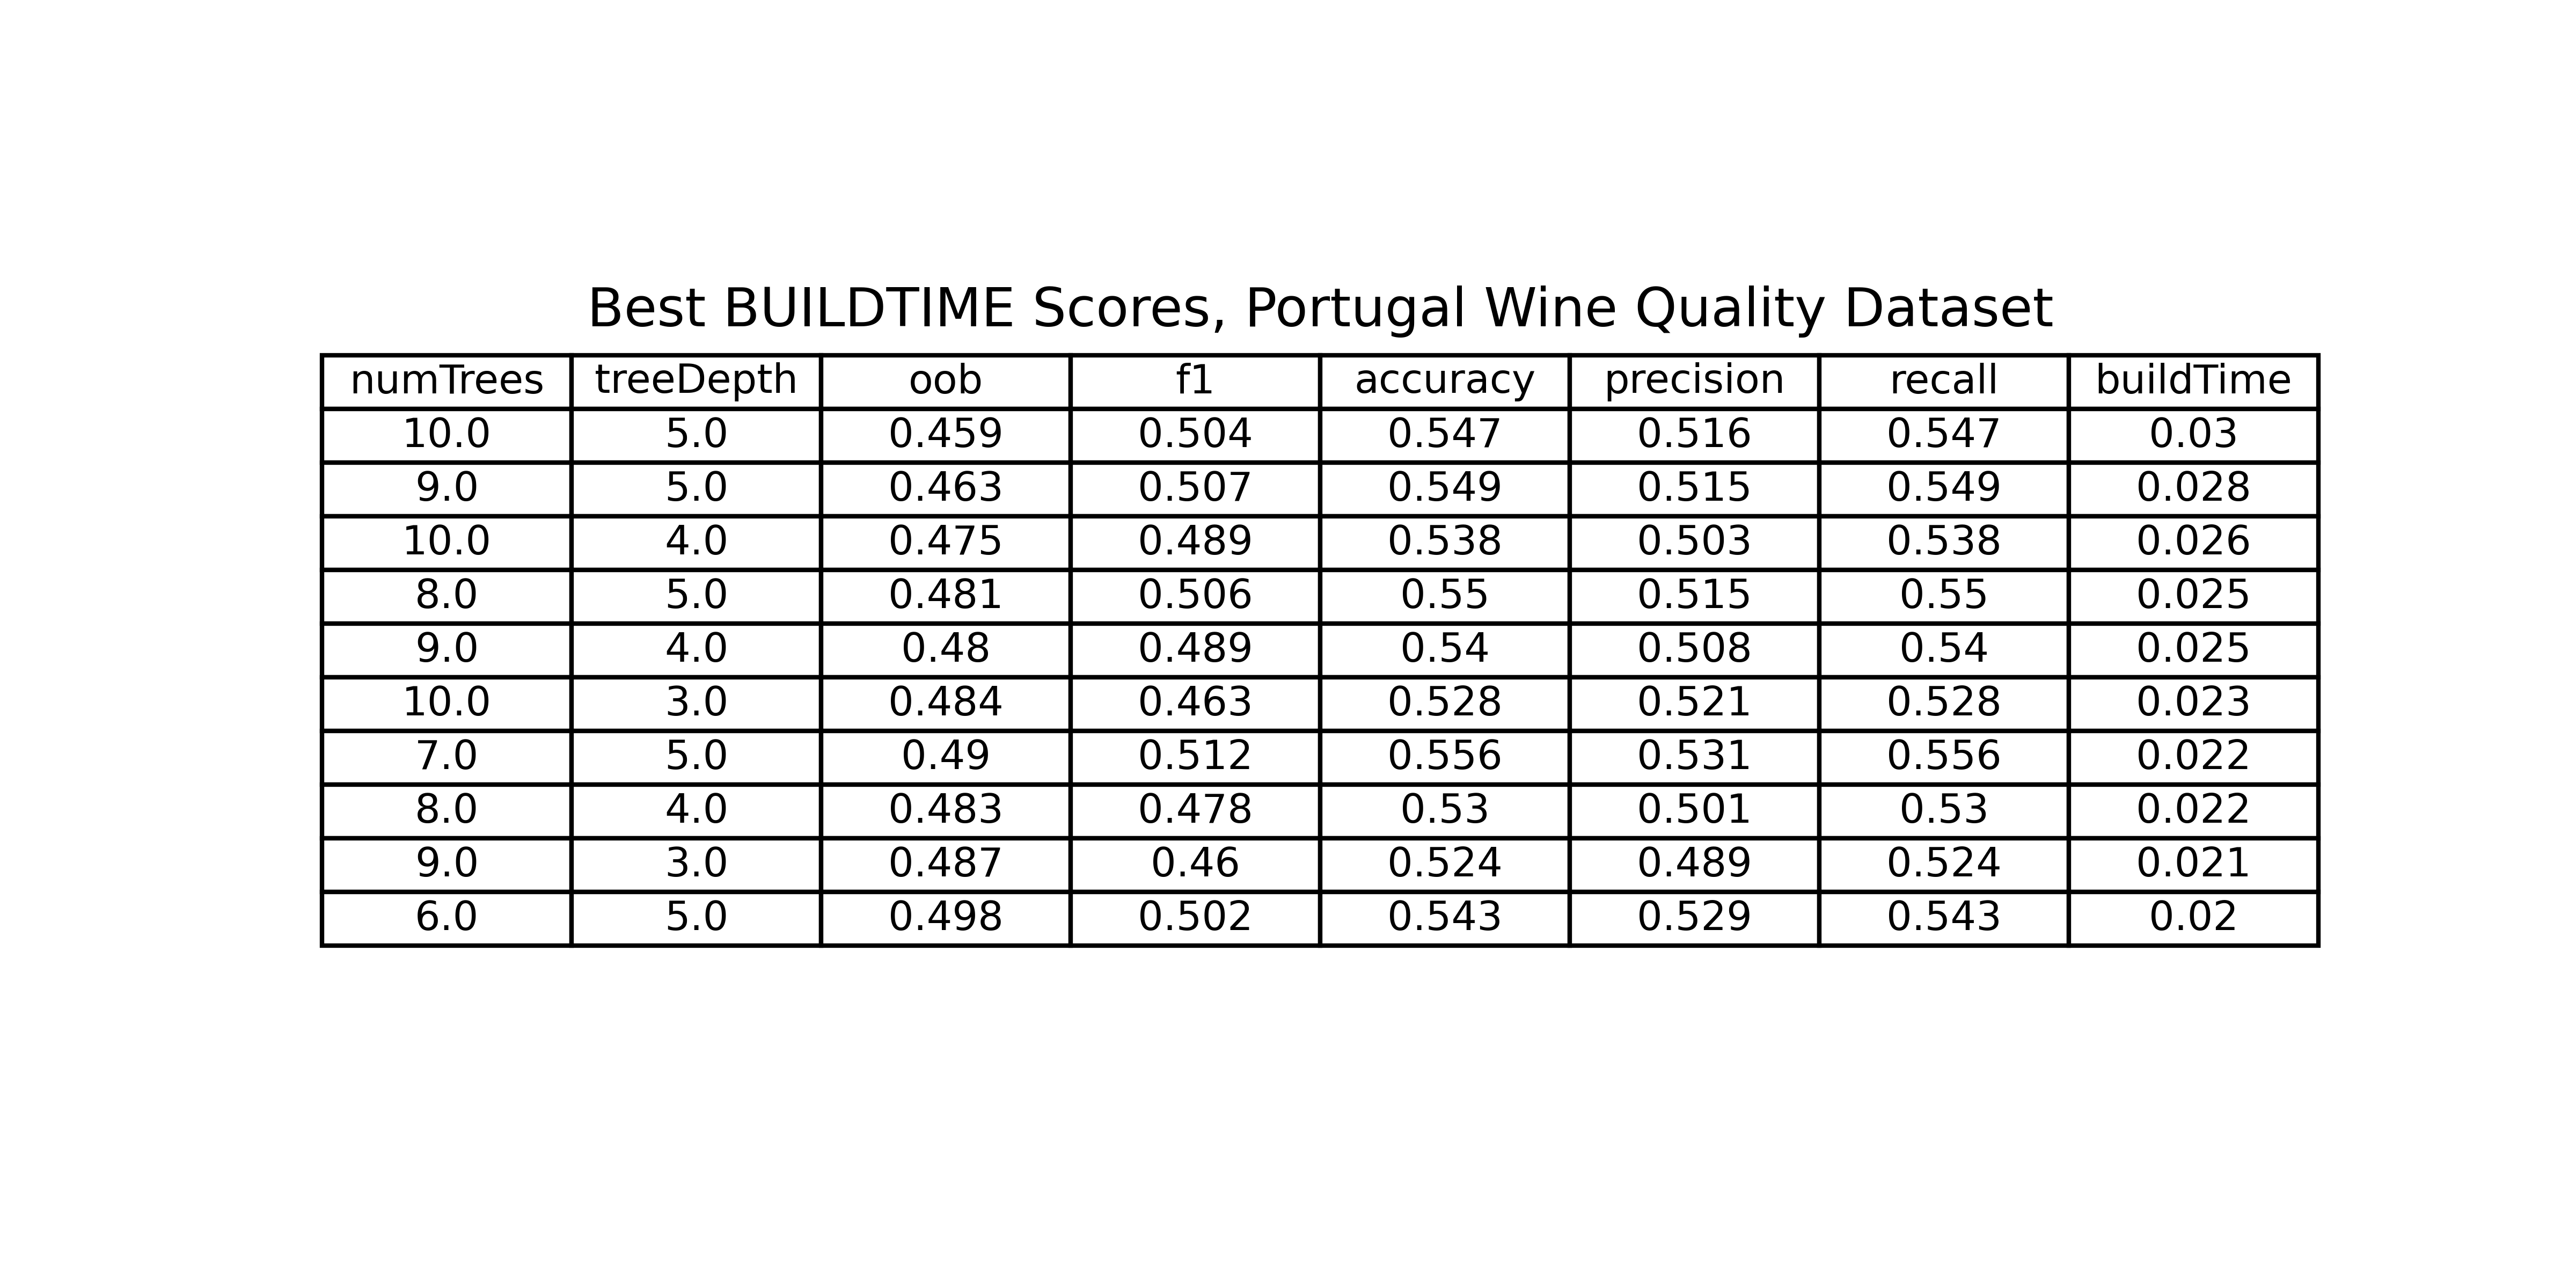 Best BUILDTIME Scores, Portugal Wine Quality Dataset
numTrees treeDepth oob f1 accuracy precision recall buildTime
10.0 5.0 0.459 0.504 0.547 0.516 0.547 0.03
9.0 5.0 0.463 0.507 0.549 0.515 0.549 0.028
10.0 4.0 0.475 0.489 0.538 0.503 0.538 0.026
8.0 5.0 0.481 0.506 0.55 0.515 0.55 0.025
9.0 4.0 0.48 0.489 0.54 0.508 0.54 0.025
10.0 3.0 0.484 0.463 0.528 0.521 0.528 0.023
7.0 5.0 0.49 0.512 0.556 0.531 0.556 0.022
8.0 4.0 0.483 0.478 0.53 0.501 0.53 0.022
9.0 3.0 0.487 0.46 0.524 0.489 0.524 0.021
6.0 5.0 0.498 0.502 0.543 0.529 0.543 0.02